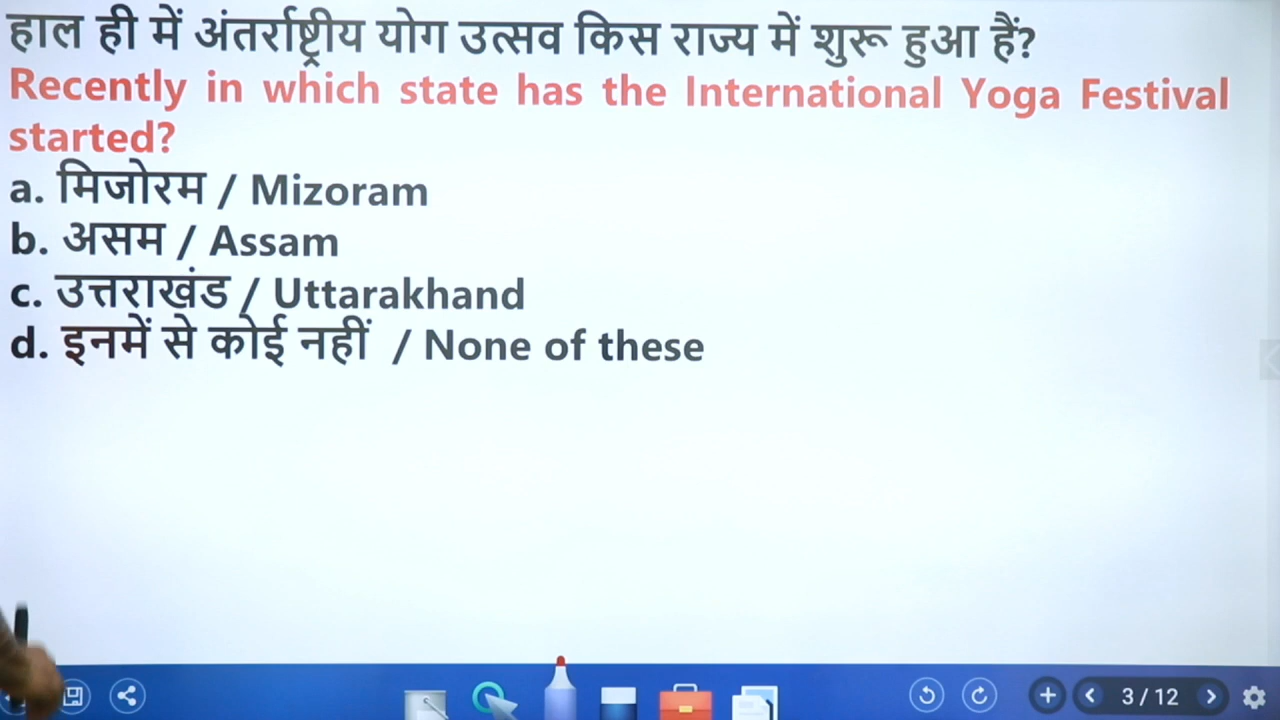 हाल ही में अंतर्राष्ट्रीय योग उत्सव किस राज्य में शुरू हुआ हैं?
Recently in which state has the International Yoga Festival
started?
a. मिजोरम / Mizoram
b. असम / Assam
c. उत्तराखंड / Uttarakhand
d. इनमें से कोई नहीं / None of these
3 / 12